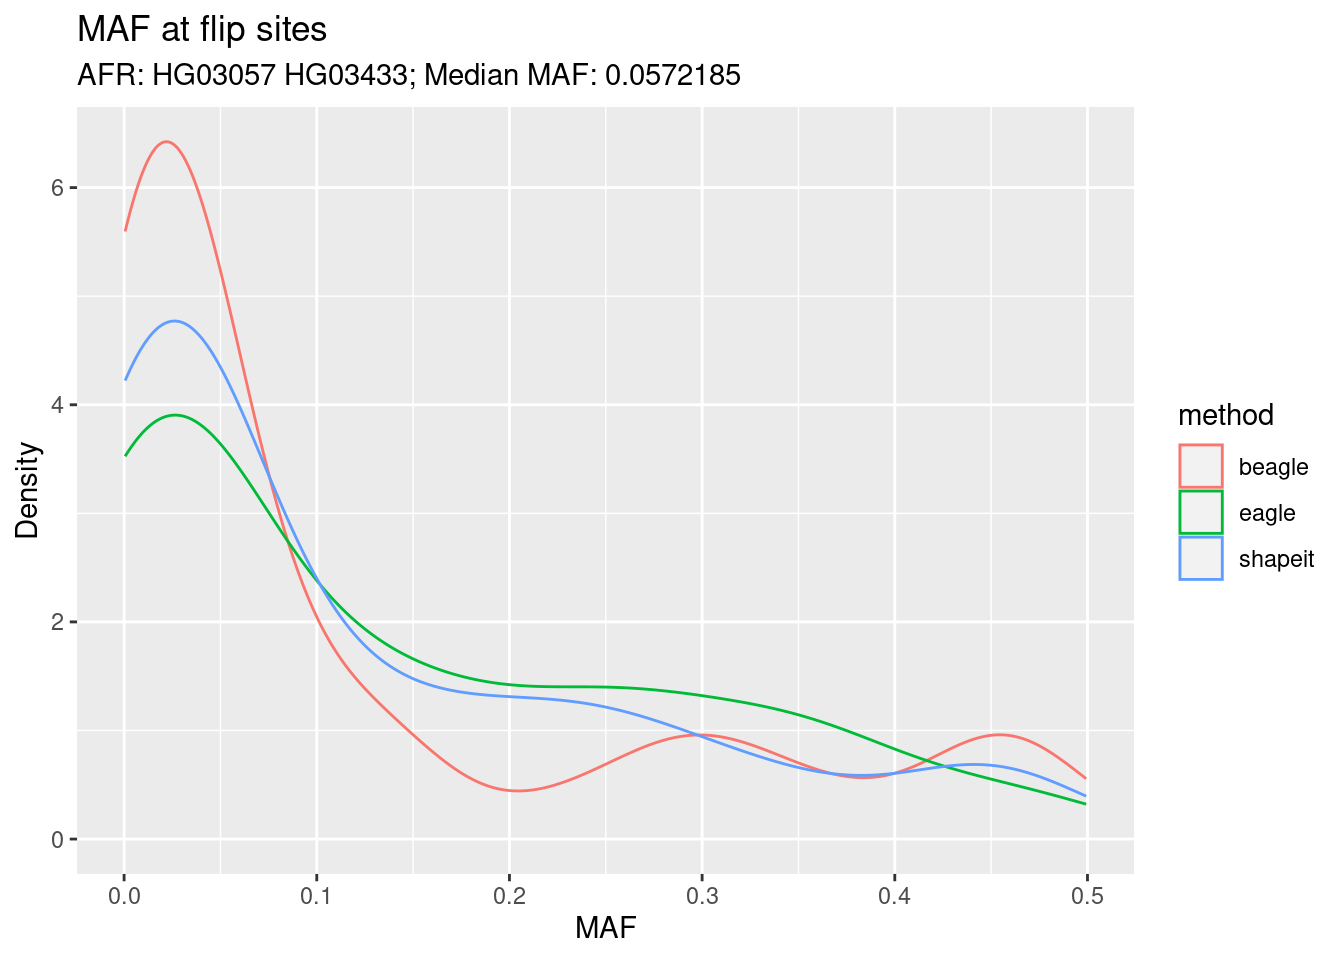 MAF at flip sites
AFR: HG03057 HG03433; Median MAF: 0.0572185
6
4
2
0
Density
0.0 0.1 0.2 0.3 0.4 0.5
MAF
method
beagle
eagle
shapeit